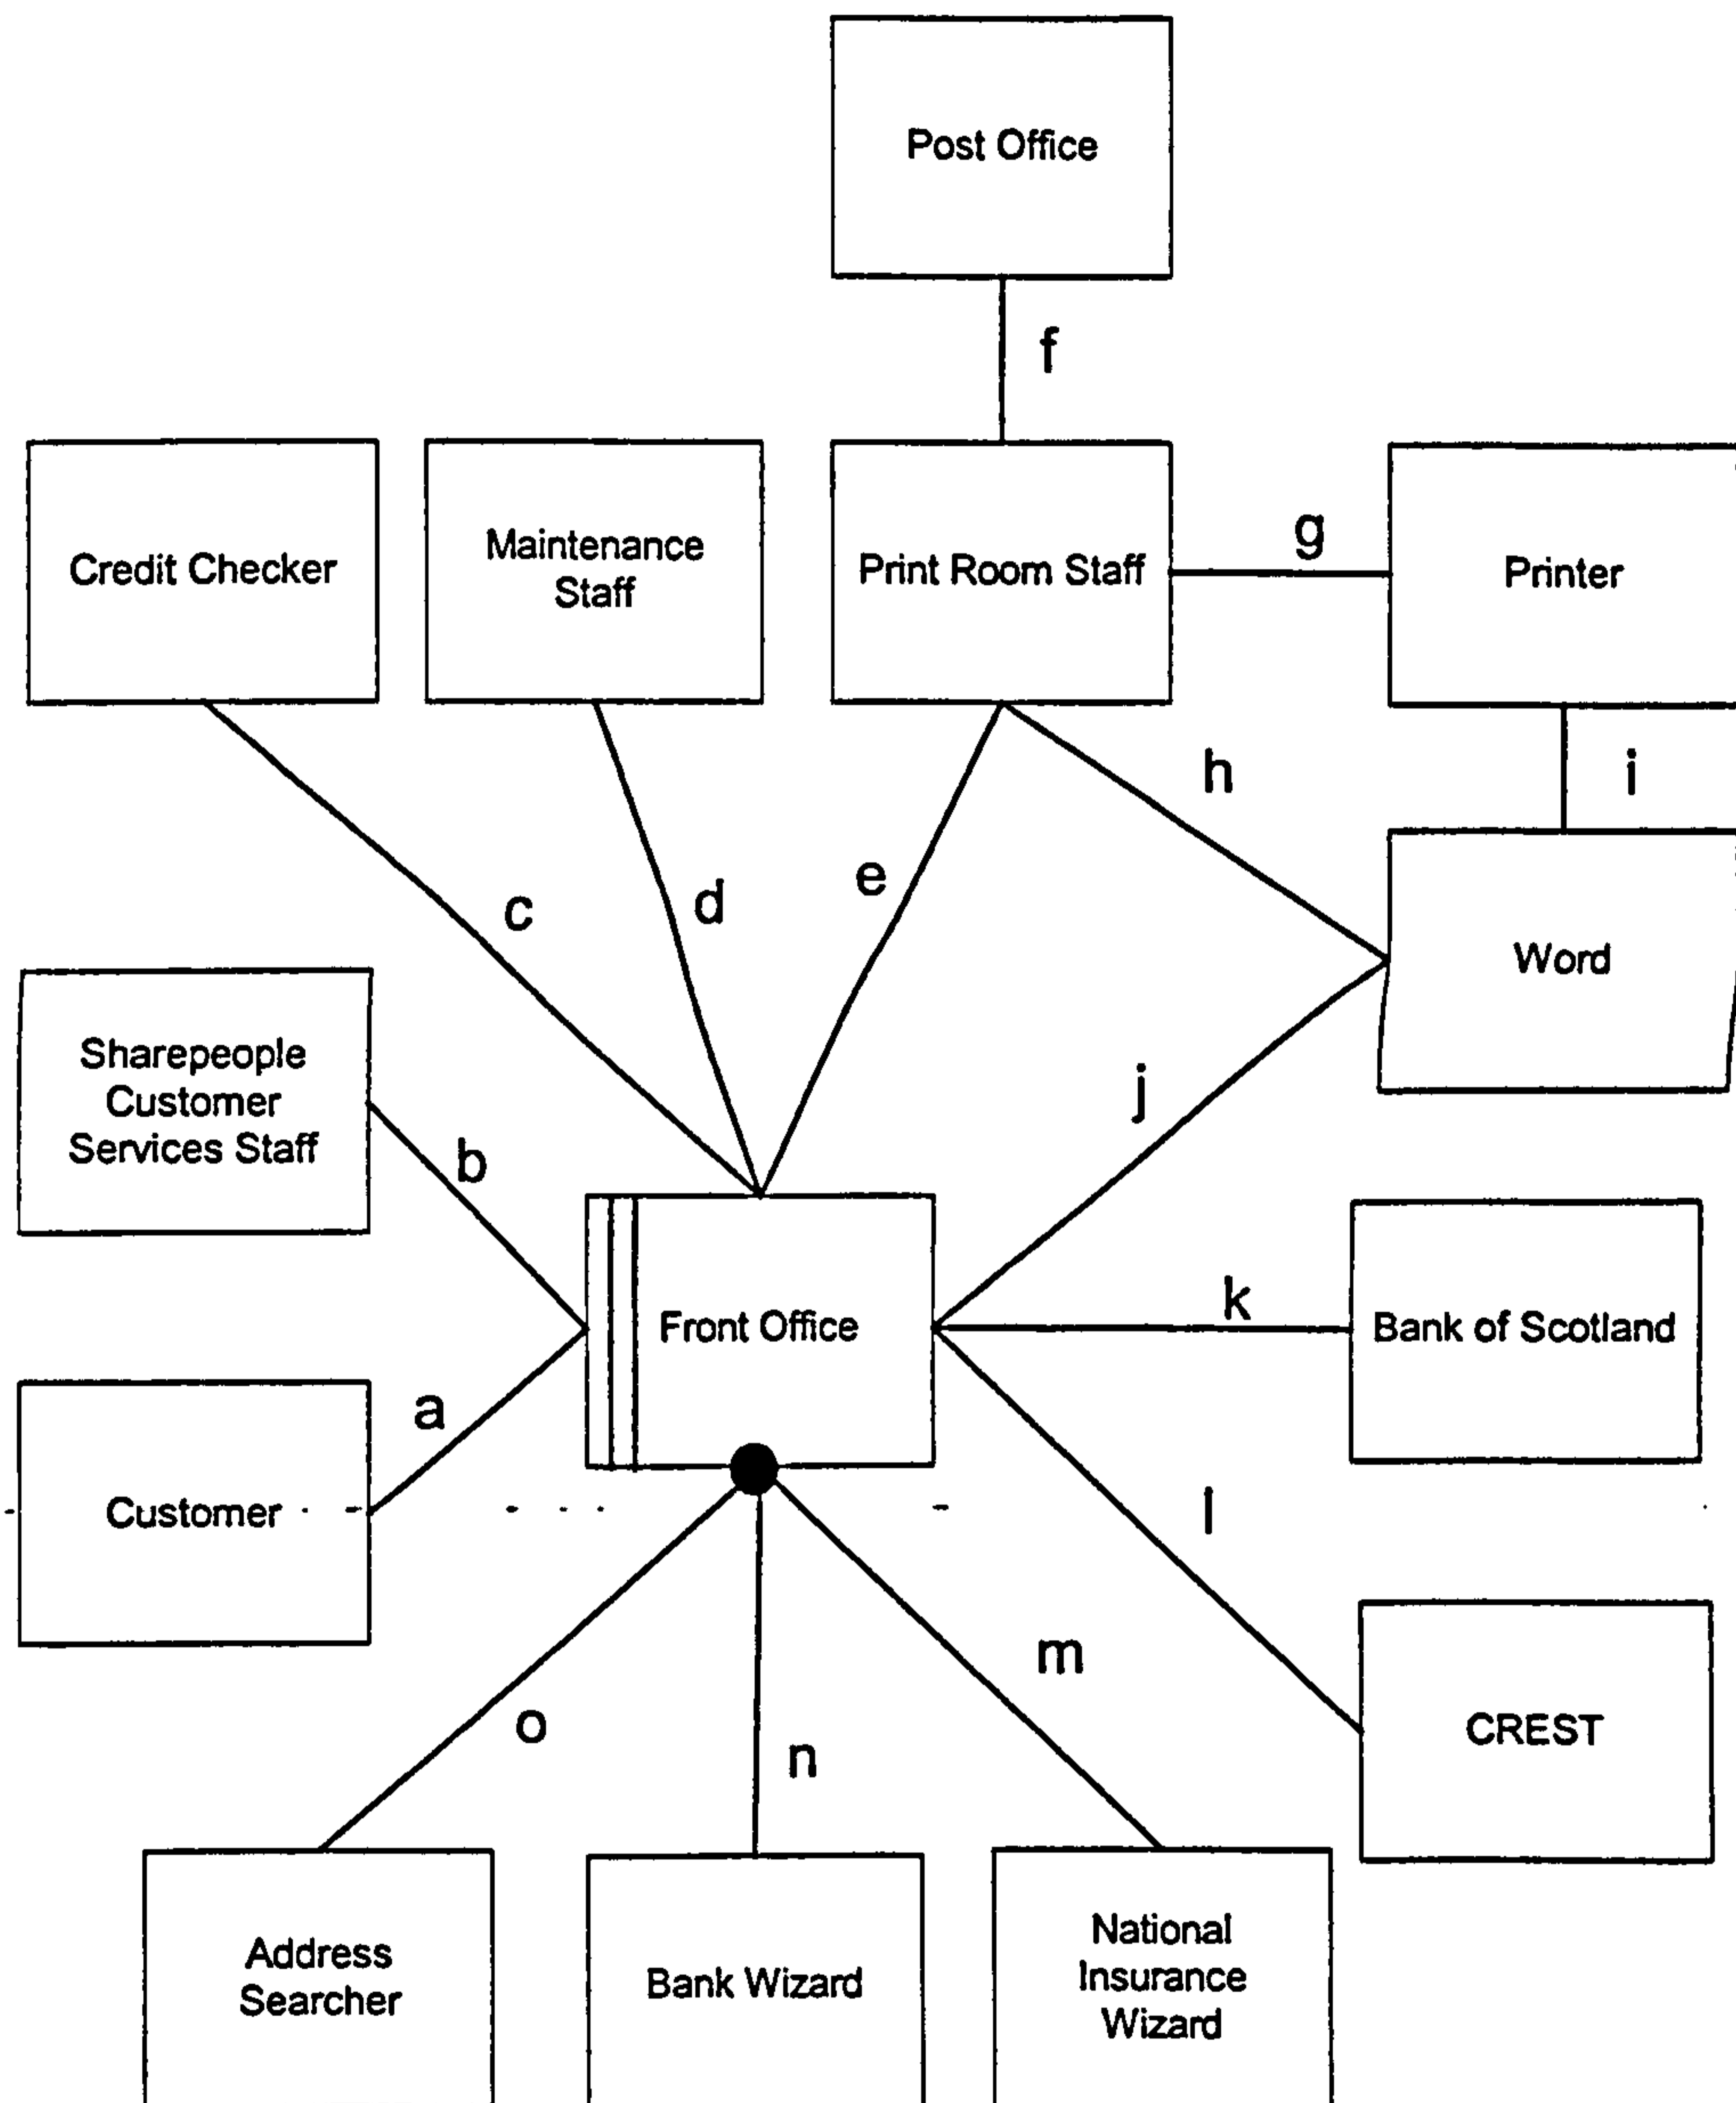 Post Office
f
Credit Checker
Maintenance
Staff
Print Room Staff
g
Printer
h
i
c
d
e
Word
Sharepeople
Customer
Services Staff
b
j
Front Office
k
Bank of Scotland
a
Customer
l
m
CREST
o
n
Address
Searcher
Bank Wizard
National
Insurance
Wizard